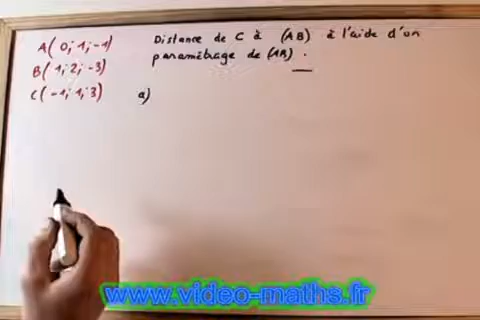 A( 0; 1; -1)
B( 1; 2; -3)
C( -1; 1; 3)
Distance de C à (AB) à l'aide d'un
paramétrage de (AB).
a)
www.video-maths.fr